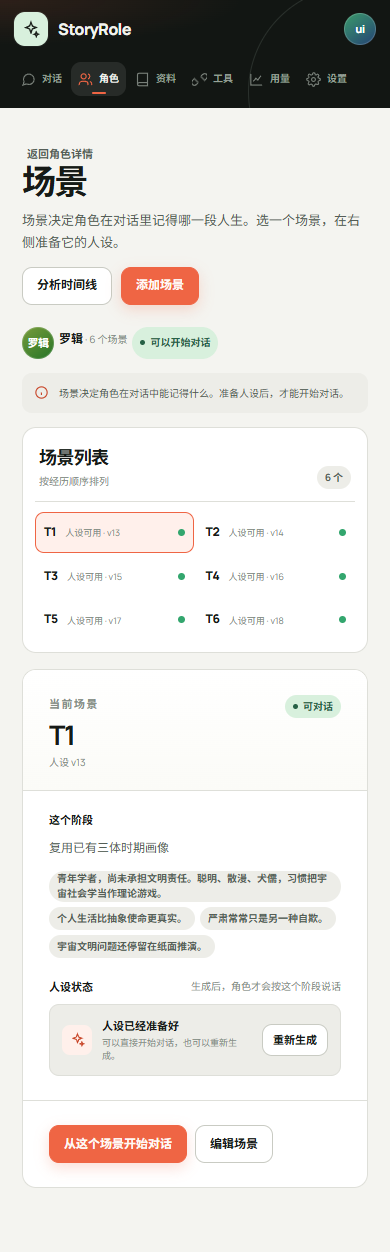 StoryRole
ui
对话 角色 资料 工具 用量 设置
返回角色详情
场景
场景决定角色在对话里记得哪一段人生。选一个场景，在右
侧准备它的人设。
分析时间线 添加场景
罗辑 罗辑 · 6 个场景 可以开始对话
场景决定角色在对话中能记得什么。准备人设后，才能开始对话。
场景列表
按经历顺序排列
6 个
T1 人设可用 · v13 T2 人设可用 · v14
T3 人设可用 · v15 T4 人设可用 · v16
T5 人设可用 · v17 T6 人设可用 · v18
当前场景
可对话
T1
人设 v13
这个阶段
复用已有三体时期画像
青年学者，尚未承担文明责任。聪明、散漫、犬儒，习惯把宇
宙社会学当作理论游戏。
个人生活比抽象使命更真实。 严肃常常只是另一种自欺。
宇宙文明问题还停留在纸面推演。
人设状态 生成后，角色才会按这个阶段说话
人设已经准备好
可以直接开始对话，也可以重新生
成。
重新生成
从这个场景开始对话 编辑场景